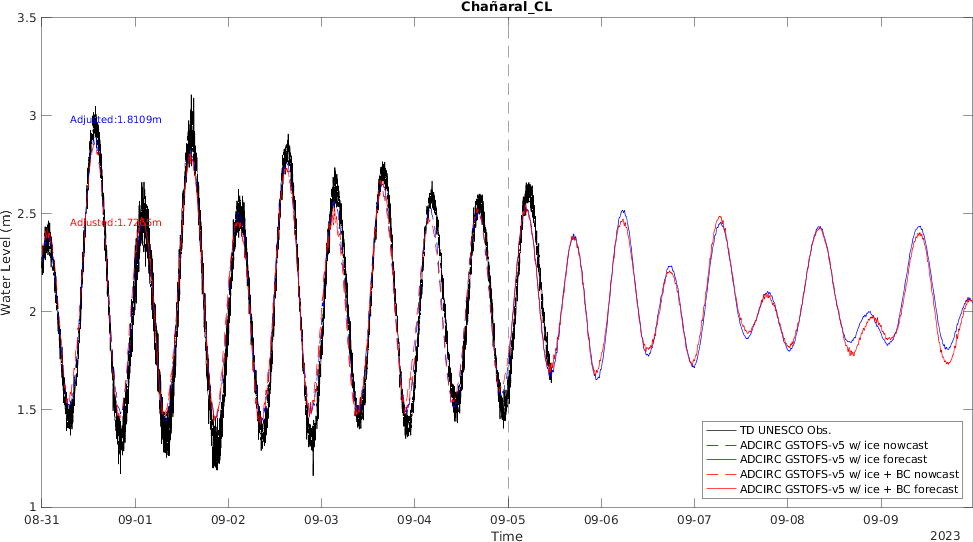 Chañaral_CL
3.5
3
2.5
2
1.5
1
Water Level (m)
Adjusted:1.8109m
TD UNESCO Obs.
ADCIRC GSTOFS-v5 w/ ice nowcast
ADCIRC GSTOFS-v5 w/ ice forecast
ADCIRC GSTOFS-v5 w/ ice + BC nowcast
ADCIRC GSTOFS-v5 w/ ice + BC forecast
08-31 09-01 09-02 09-03 09-04 09-05 09-06 09-07 09-08 09-09
Time
2023